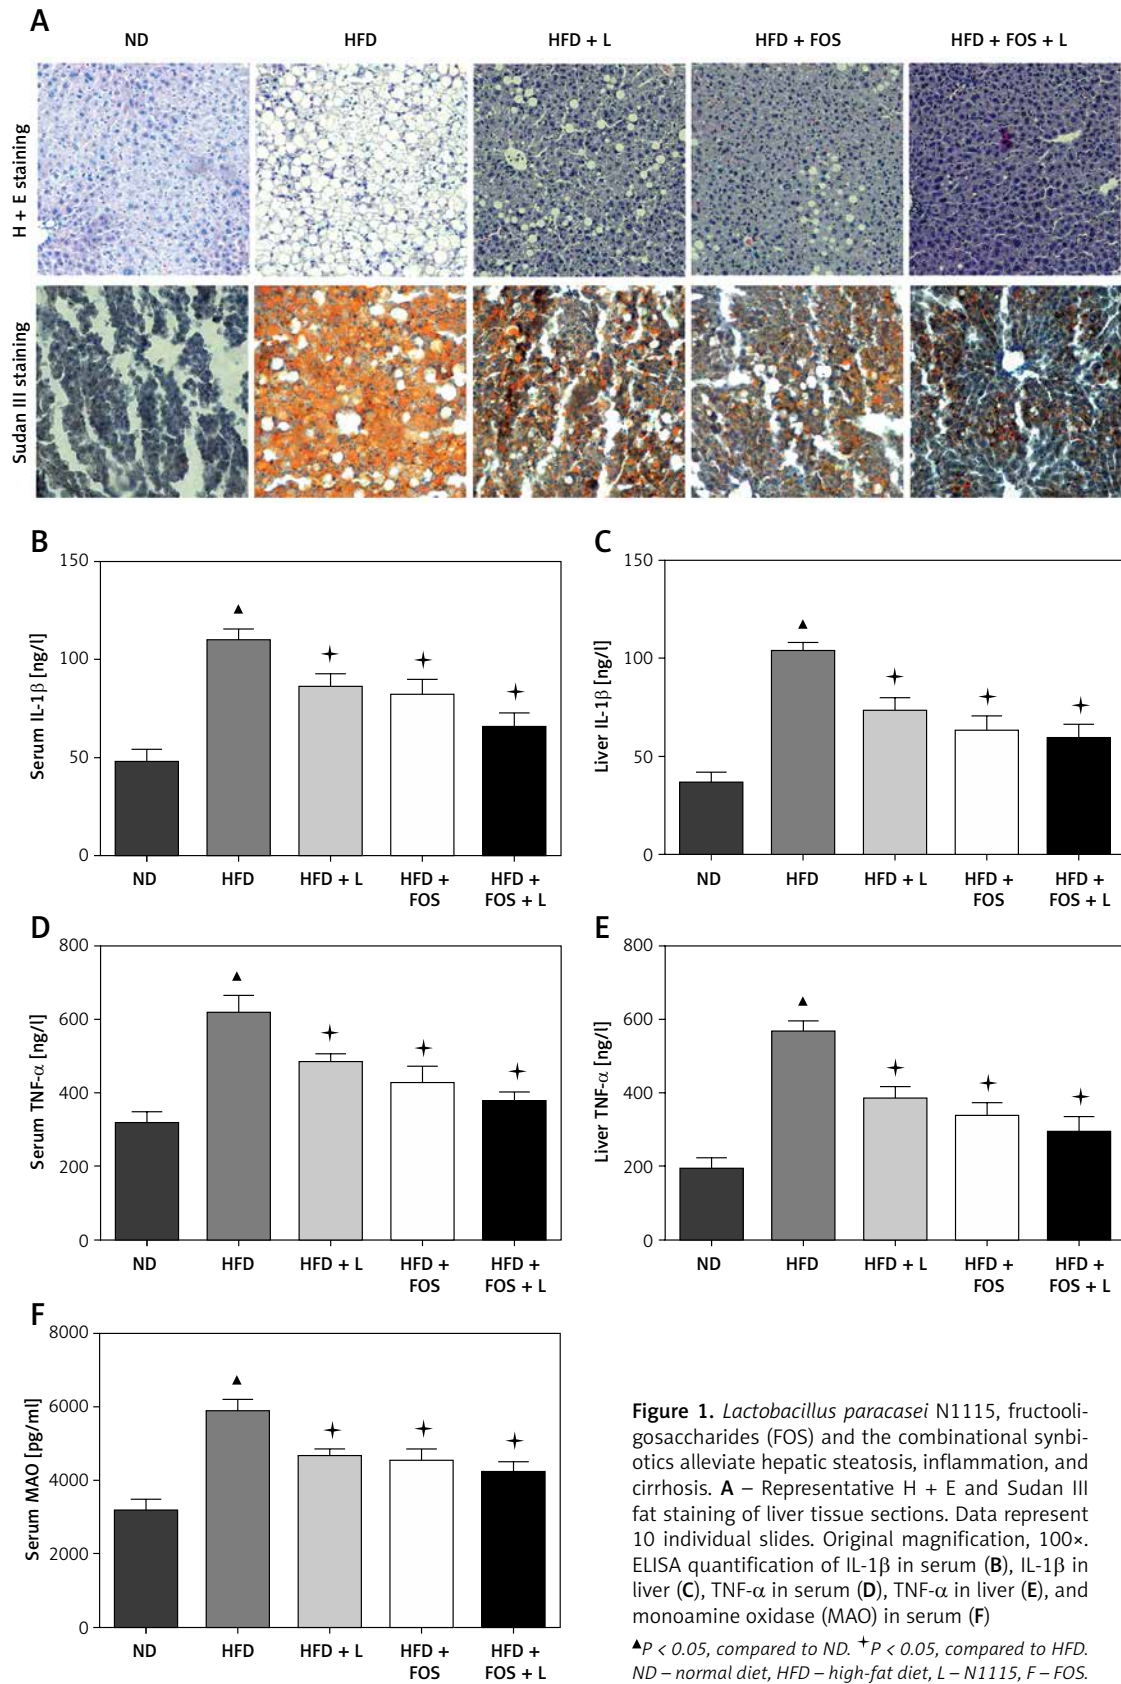 A
ND HFD HFD + L HFD + FOS HFD + FOS + L
H + E staining
Sudan III staining
B
Serum IL-1β [ng/l]
150
100
50
0
ND HFD HFD + L HFD + FOS HFD + FOS + L
C
Liver IL-1β [ng/l]
150
100
50
0
ND HFD HFD + L HFD + FOS HFD + FOS + L
D
Serum TNF-α [ng/l]
800
600
400
200
0
ND HFD HFD + L HFD + FOS HFD + FOS + L
E
Liver TNF-α [ng/l]
800
600
400
200
0
ND HFD HFD + L HFD + FOS HFD + FOS + L
F
Serum MAO [pg/ml]
8000
6000
4000
2000
0
ND HFD HFD + L HFD + FOS HFD + FOS + L
Figure 1. Lactobacillus paracasei N1115, fructooli-
gosaccharides (FOS) and the combinational synbi-
otics alleviate hepatic steatosis, inflammation, and
cirrhosis. A – Representative H + E and Sudan III
fat staining of liver tissue sections. Data represent
10 individual slides. Original magnification, 100×.
ELISA quantification of IL-1β in serum (B), IL-1β in
liver (C), TNF-α in serum (D), TNF-α in liver (E), and
monoamine oxidase (MAO) in serum (F)
▲P < 0.05, compared to ND. ✦P < 0.05, compared to HFD.
ND – normal diet, HFD – high-fat diet, L – N1115, F – FOS.